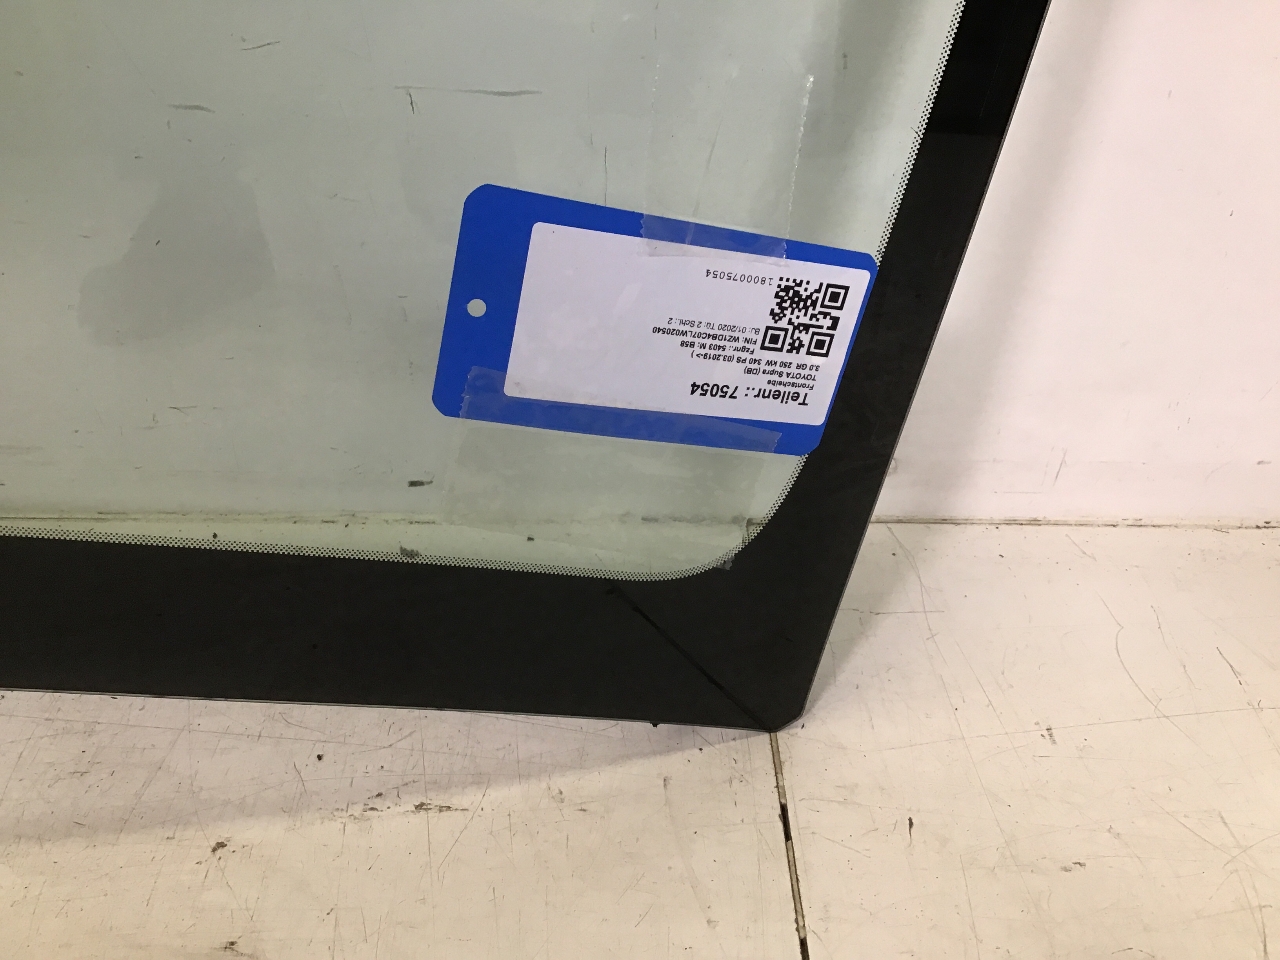 Teilenr.: 75054
Frontscheibe
TOYOTA Supra (DB)
3.0 GR 250 kW 340 PS (03.2019-> )
Fzgnr.: 5403 M: B58
FIN: WZ1DB4C07LW020540
BJ: 01/2020 Tü: 2 Schl.: 2
1800075054